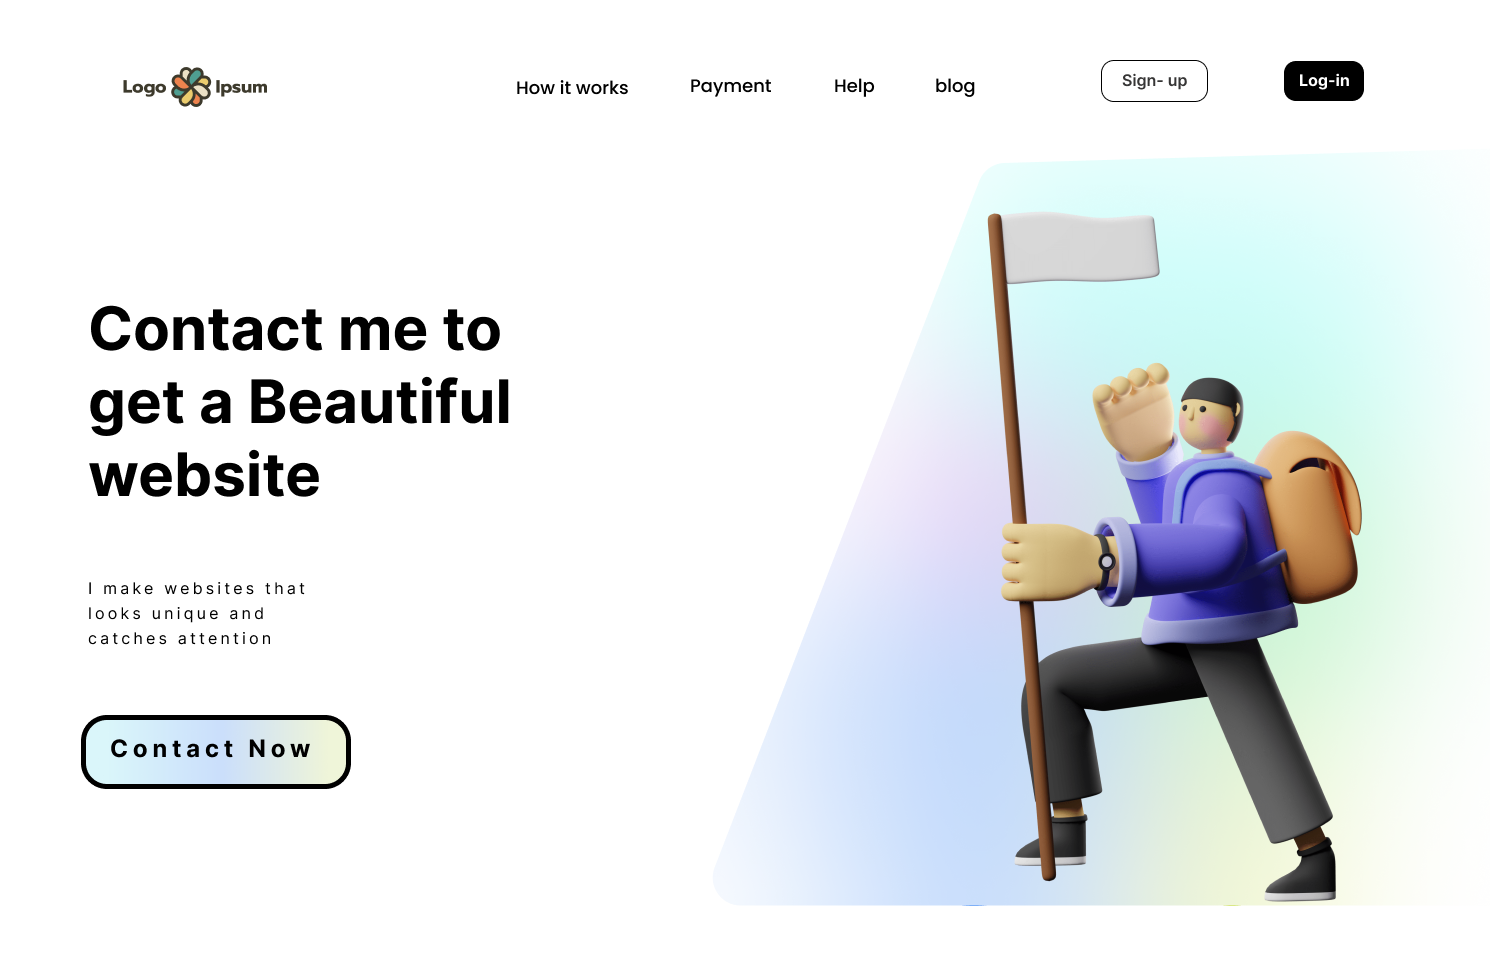 Logo Ipsum
How it works
Payment
Help
blog
Sign- up
Log-in
Contact me to
get a Beautiful
website
I make websites that
looks unique and
catches attention
Contact Now